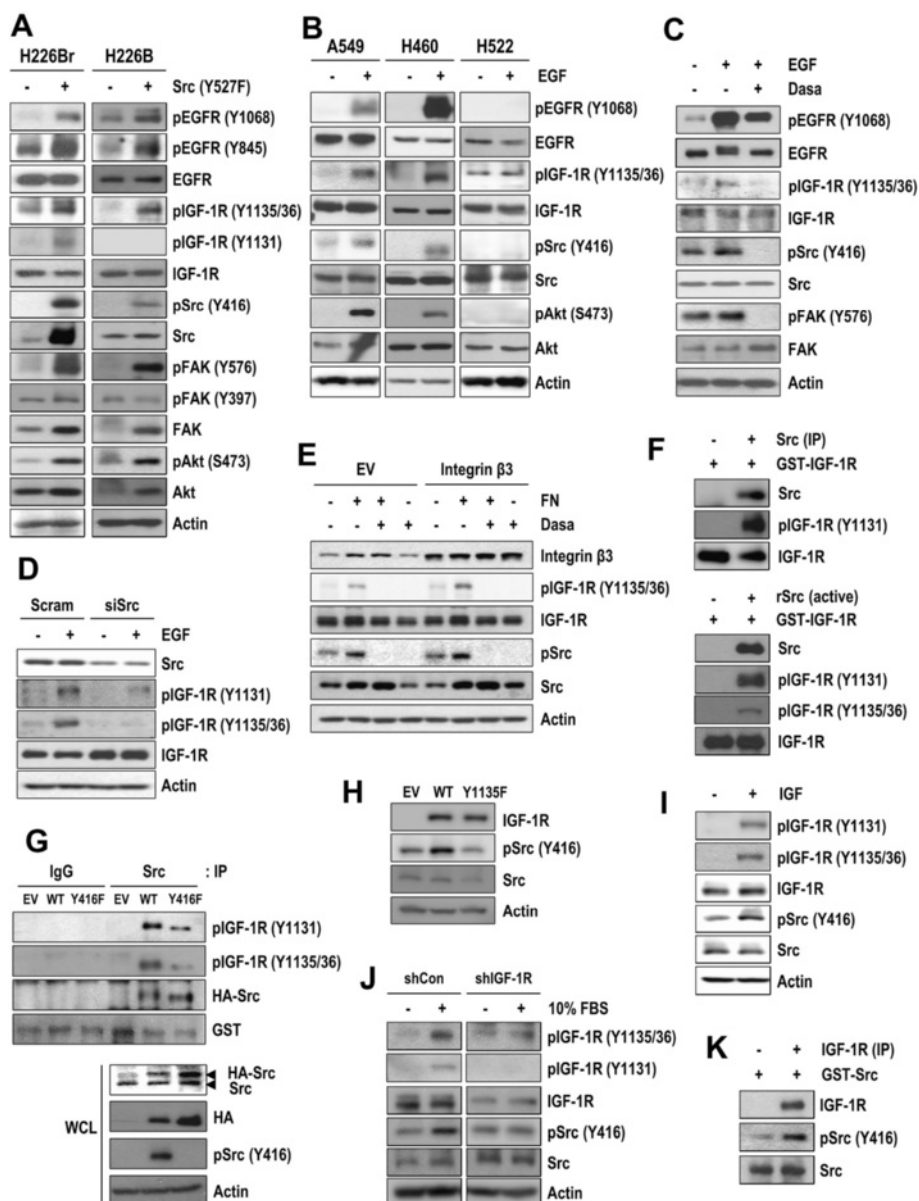 A
H226Br H226B
- + - + Src (Y527F)
pEGFR (Y1068)
pEGFR (Y845)
EGFR
pIGF-1R (Y1135/36)
pIGF-1R (Y1131)
IGF-1R
pSrc (Y416)
Src
pFAK (Y576)
pFAK (Y397)
FAK
pAkt (S473)
Akt
Actin
B
A549 H460 H522
- + - + - + EGF
pEGFR (Y1068)
EGFR
pIGF-1R (Y1135/36)
IGF-1R
pSrc (Y416)
Src
pAkt (S473)
Akt
Actin
C
- + + EGF
+ Dasa
pEGFR (Y1068)
EGFR
pIGF-1R (Y1135/36)
IGF-1R
pSrc (Y416)
Src
pFAK (Y576)
FAK
Actin
D
Scram siSrc
- + - + EGF
Src
pIGF-1R (Y1131)
pIGF-1R (Y1135/36)
IGF-1R
Actin
E
EV Integrin β3
- + + - - + + - FN
+ + + + Dasa
Integrin β3
pIGF-1R (Y1135/36)
IGF-1R
pSrc
Src
Actin
F
- + Src (IP)
+ + GST-IGF-1R
Src
pIGF-1R (Y1131)
IGF-1R
- + rSrc (active)
+ + GST-IGF-1R
Src
pIGF-1R (Y1131)
pIGF-1R (Y1135/36)
IGF-1R
G
IgG Src : IP
EV WT Y416F EV WT Y416F
pIGF-1R (Y1131)
pIGF-1R (Y1135/36)
HA-Src
GST
HA-Src
Src
WCL
HA
pSrc (Y416)
Actin
H
EV WT Y1135F
IGF-1R
pSrc (Y416)
Src
Actin
I
- + IGF
pIGF-1R (Y1131)
pIGF-1R (Y1135/36)
IGF-1R
pSrc (Y416)
Src
Actin
J
shCon shIGF-1R
- + - + 10% FBS
pIGF-1R (Y1135/36)
pIGF-1R (Y1131)
IGF-1R
pSrc (Y416)
Src
Actin
K
- + IGF-1R (IP)
+ + GST-Src
IGF-1R
pSrc (Y416)
Src